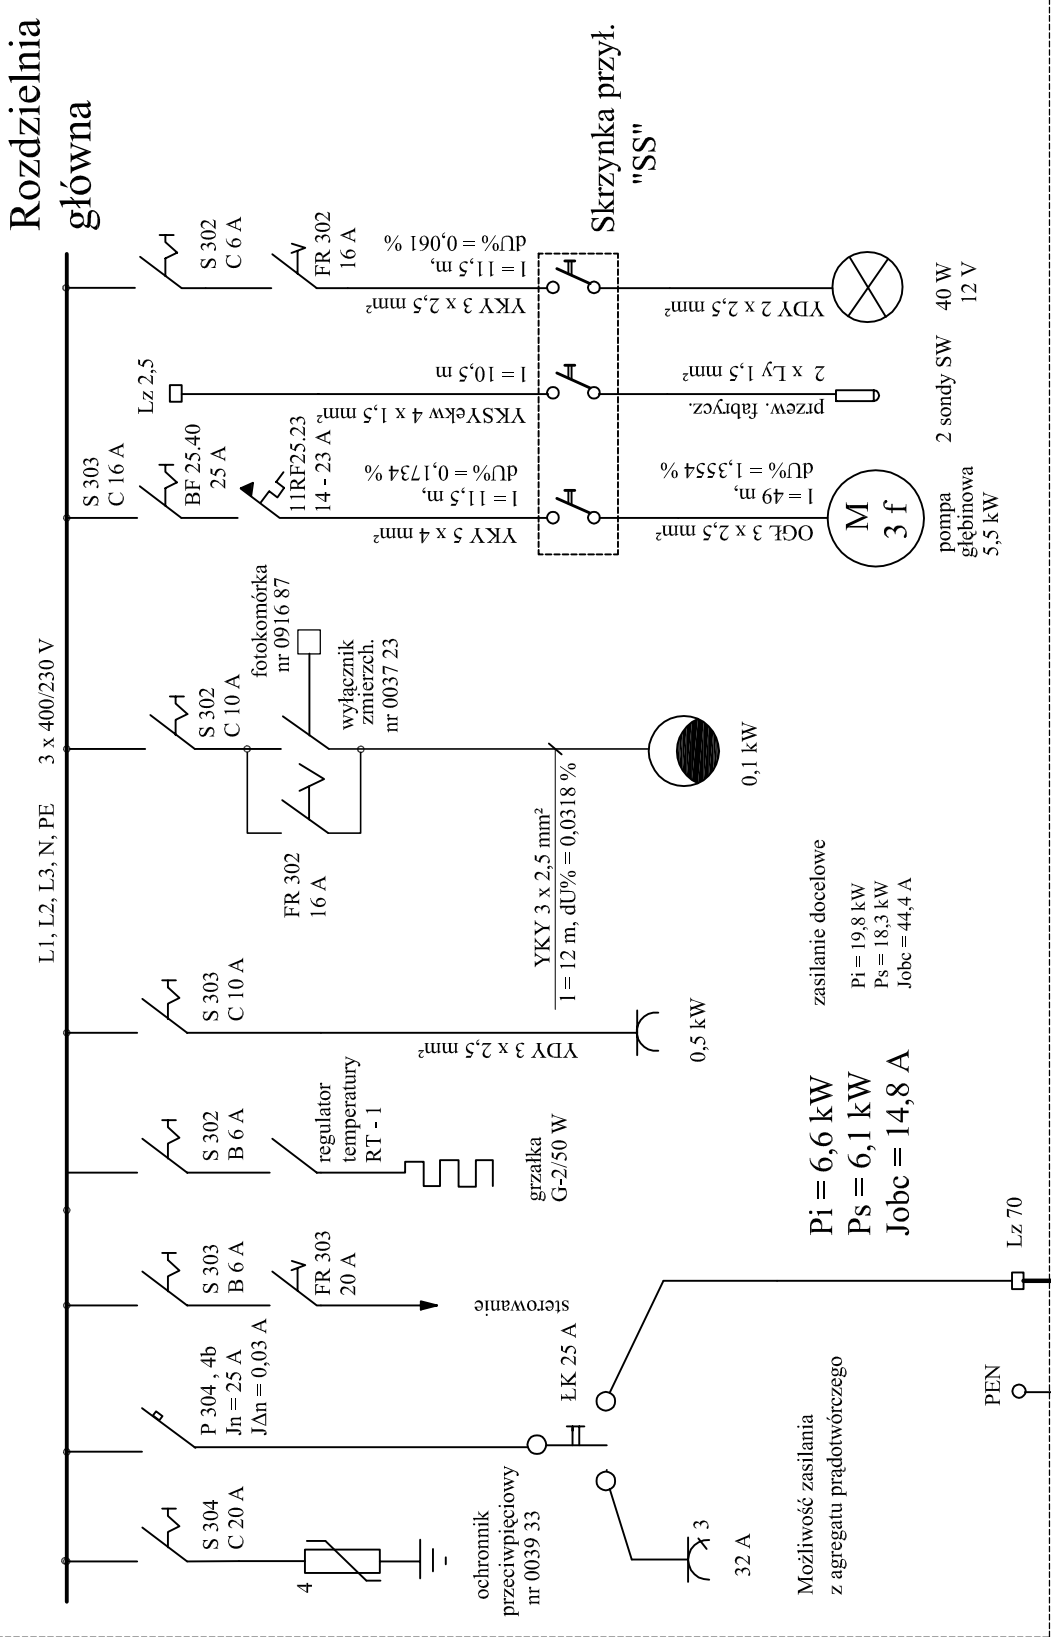 Rozdzielnia
główna
L1, L2, L3, N, PE 3 x 400/230 V
S 304
C 20 A
4
ochronnik
przeciwpięciowy
nr 0039 33
P 304 , 4b
Jn = 25 A
JΔn = 0,03 A
ŁK 25 A
3
32 A
Możliwość zasilania
z agregatu prądotwórczego
PEN
Lz 70
S 303
B 6 A
FR 303
20 A
sterowanie
S 302
B 6 A
regulator
temperatury
RT - 1
grzałka
G-2/50 W
S 303
C 10 A
YDY 3 x 2,5 mm²
0,5 kW
S 302
C 10 A
FR 302
16 A
fotokomórka
nr 0916 87
wyłącznik
zmierzch.
nr 0037 23
YKY 3 x 2,5 mm²
l = 12 m, dU% = 0,0318 %
0,1 kW
S 303
C 16 A
BF 25.40
25 A
11RF25.23
14 - 23 A
YKY 5 x 4 mm²
l = 11,5 m,
dU% = 0,1734 %
OGŁ 3 x 2,5 mm²
l = 49 m,
dU% = 1,3554 %
M
3 f
pompa
głębinowa
5,5 kW
Lz 2,5
YKSYekw 4 x 1,5 mm²
l = 10,5 m
przew. fabrycz.
2 x Ly 1,5 mm²
2 sondy SW
S 302
C 6 A
FR 302
16 A
YKY 3 x 2,5 mm²
l = 11,5 m,
dU% = 0,061 %
YDY 2 x 2,5 mm²
40 W
12 V
Skrzynka przył.
"SS"
Pi = 6,6 kW
Ps = 6,1 kW
Jobc = 14,8 A
zasilanie docelowe
Pi = 19,8 kW
Ps = 18,3 kW
Jobc = 44,4 A